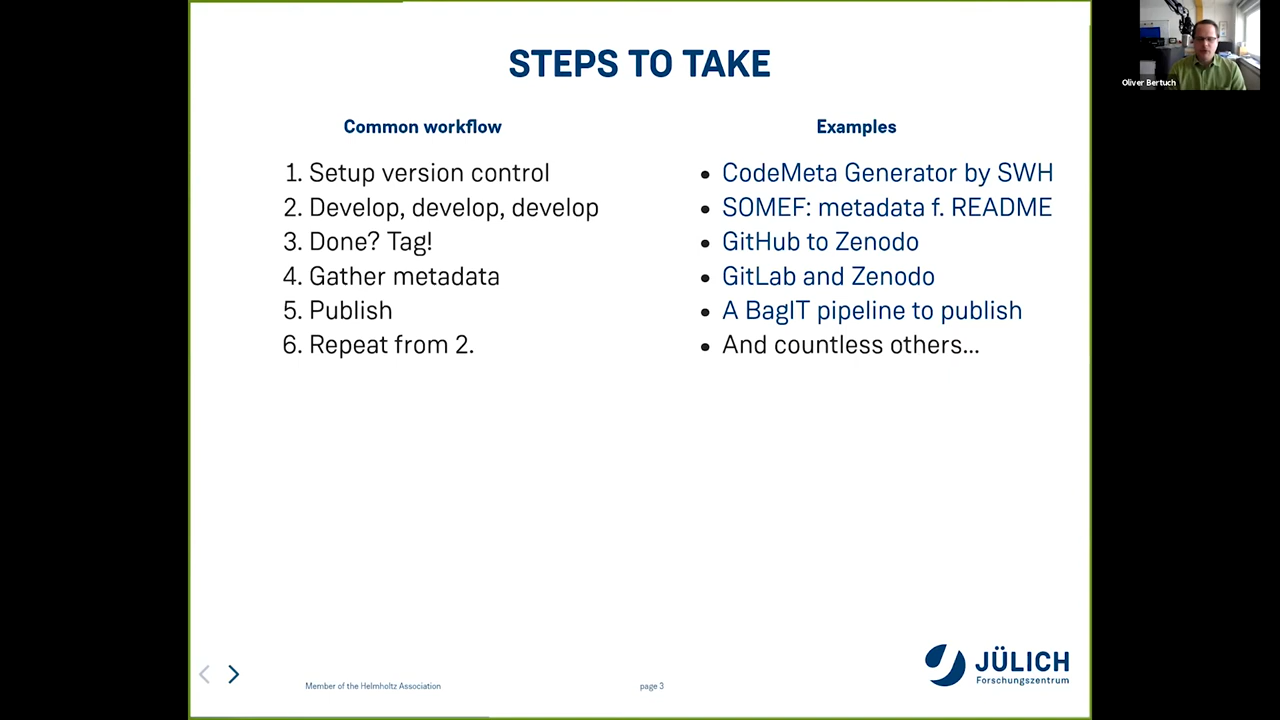 STEPS TO TAKE
Common workflow
1. Setup version control
2. Develop, develop, develop
3. Done? Tag!
4. Gather metadata
5. Publish
6. Repeat from 2.
Examples
• CodeMeta Generator by SWH
• SOMEF: metadata f. README
• GitHub to Zenodo
• GitLab and Zenodo
• A BagIT pipeline to publish
• And countless others...
Oliver Bertuch
Member of the Helmholtz Association
page 3
JÜLICH
Forschungszentrum